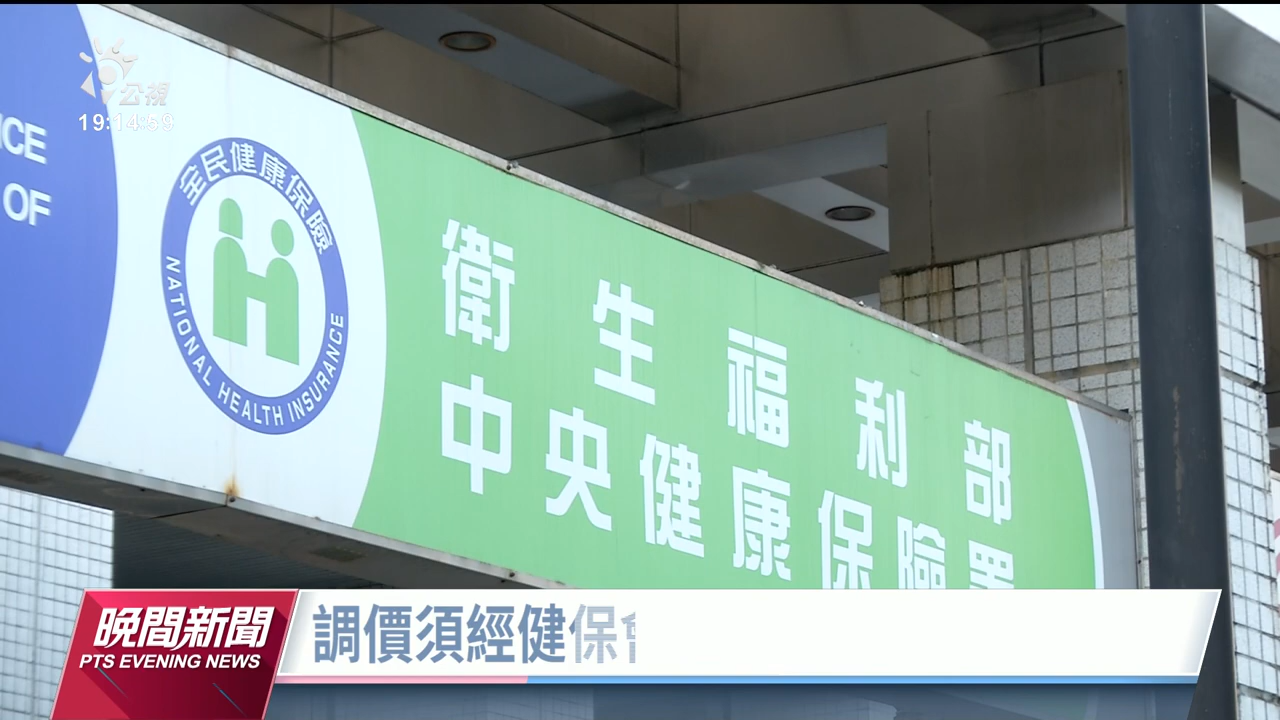 公視
19:14:59
NCE
OF
全民健康保險
NATIONAL HEALTH INSURANCE
衛生福利部
中央健康保險署
晚間新聞
PTS EVENING NEWS
調價須經健保